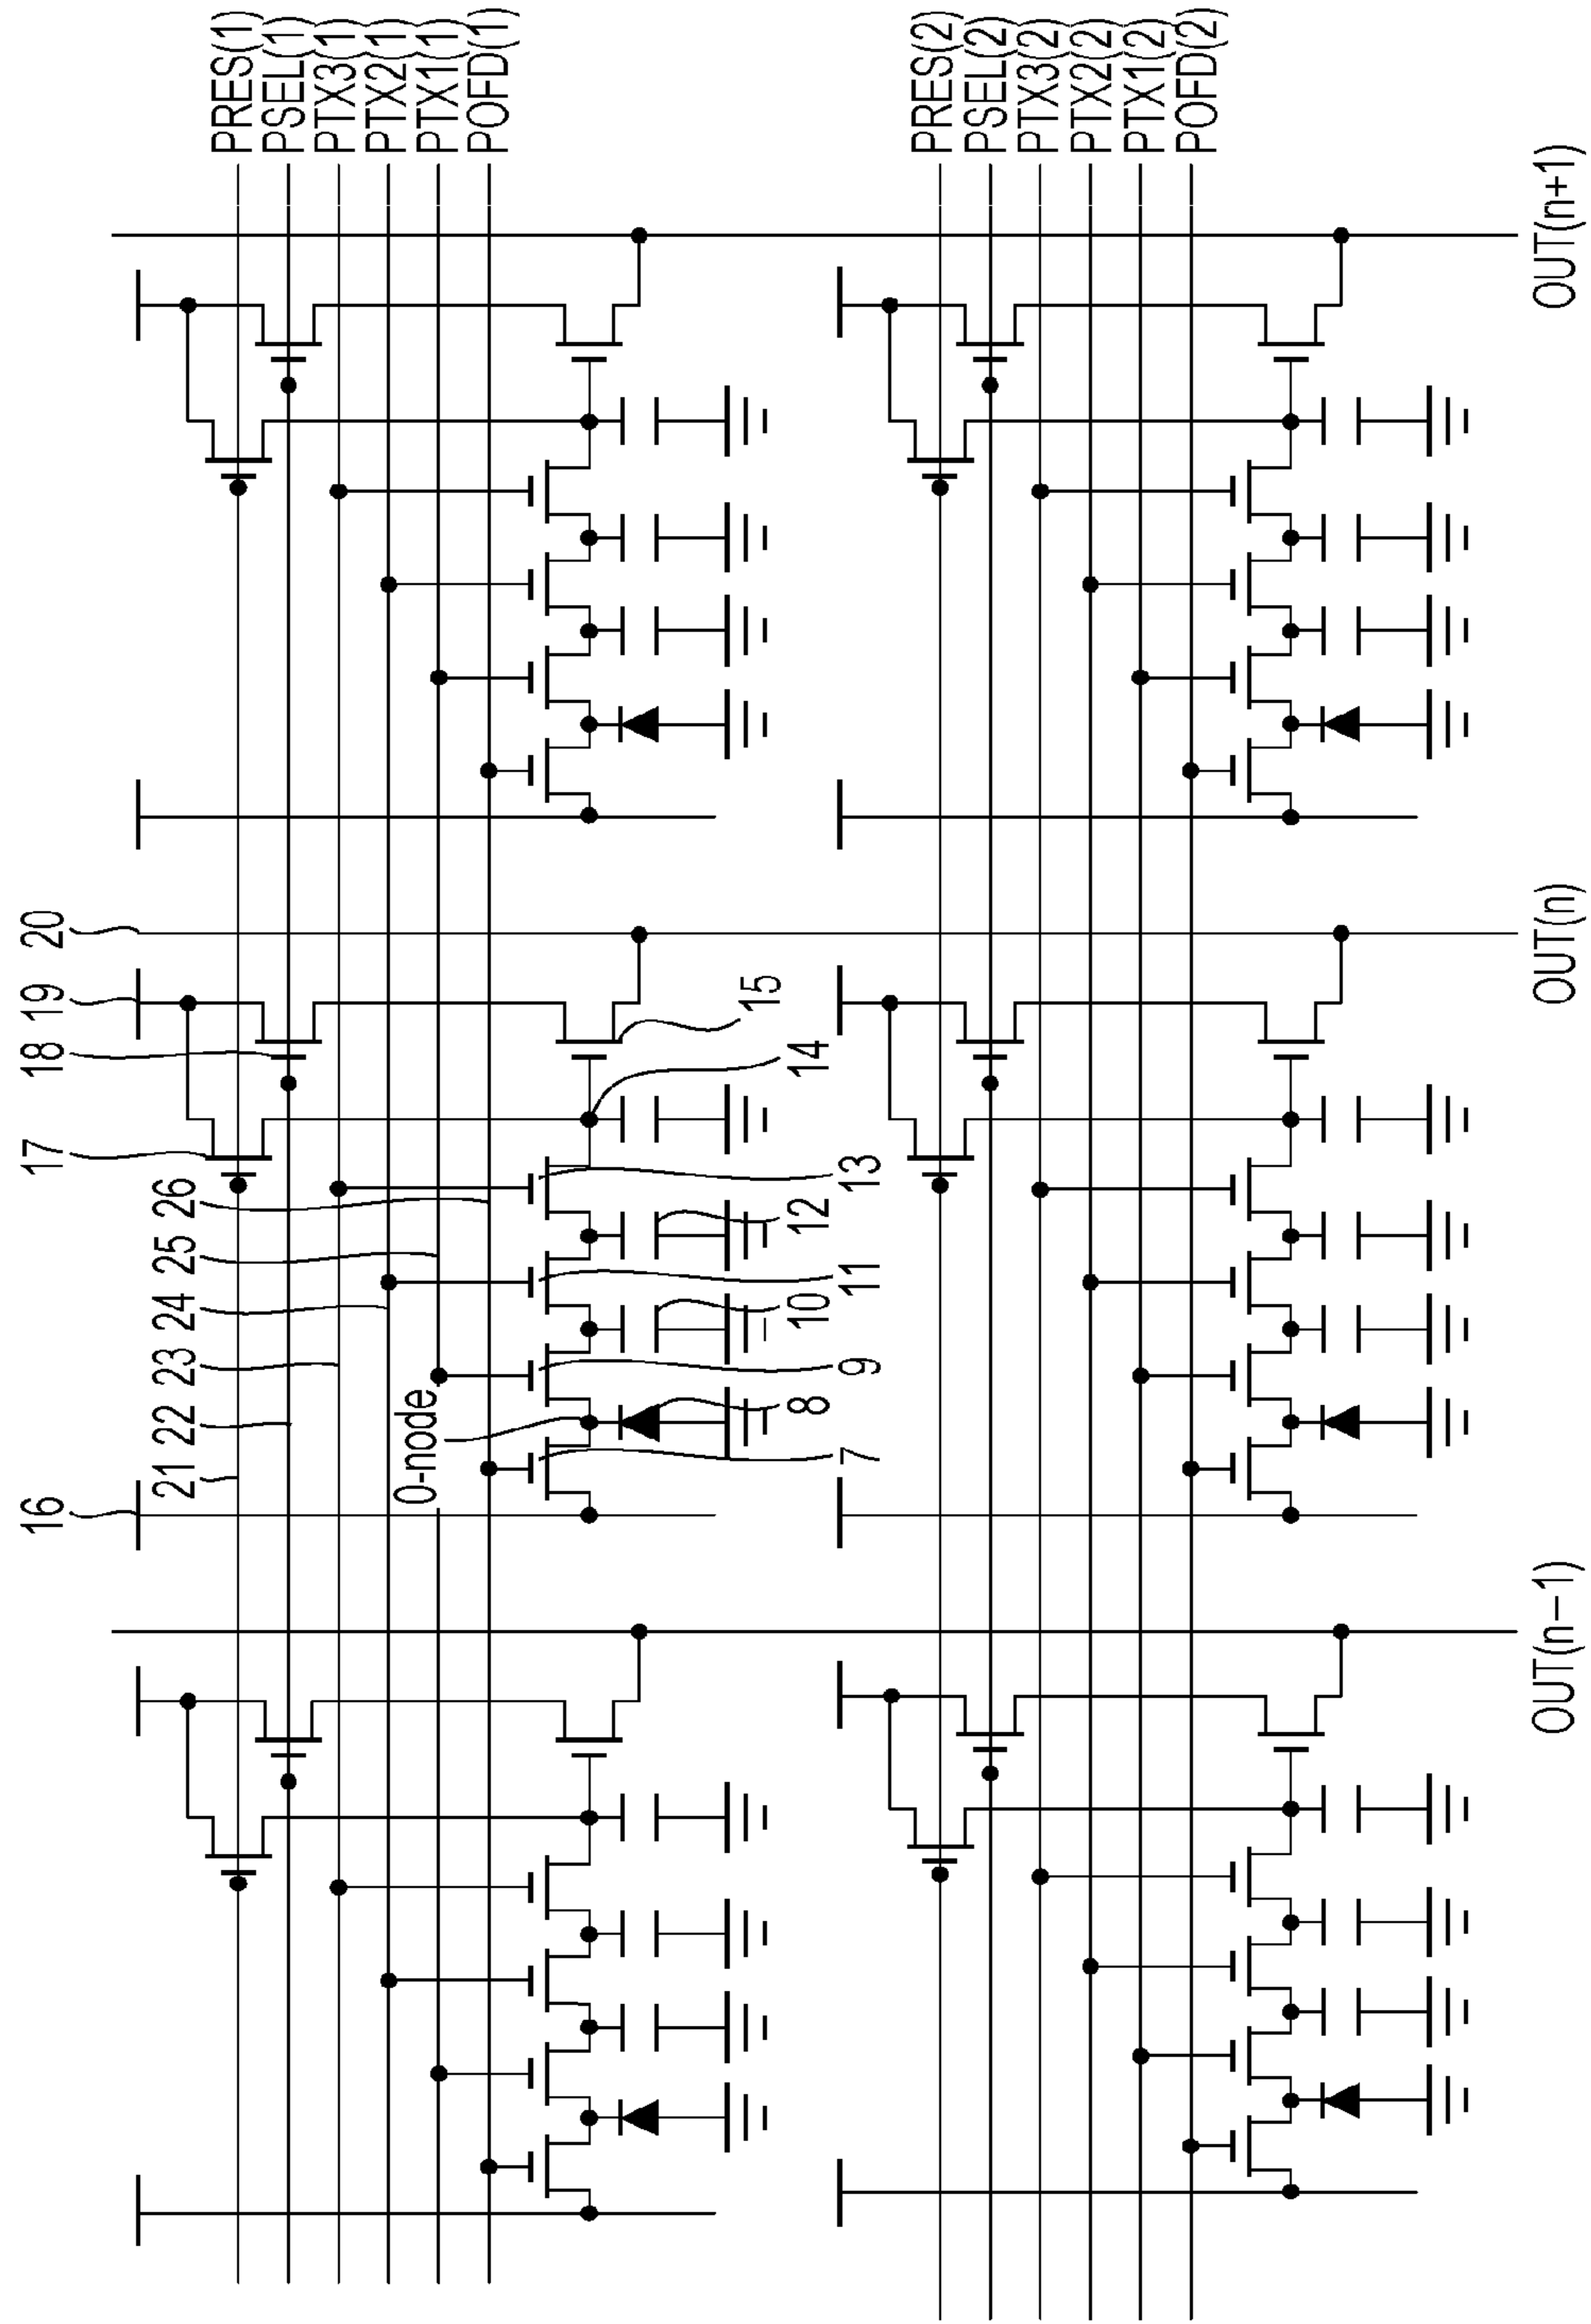 PRES(1)
PSEL(1)
PTX3(1)
PTX2(1)
PTX1(1)
POFD(1)
PRES(2)
PSEL(2)
PTX3(2)
PTX2(2)
PTX1(2)
POFD(2)
OUT(n+1)
20
19
18
17
16
26
25
24
23
22
21
0-node
15
14
13
12
11
10
9
8
7
OUT(n)
OUT(n−1)